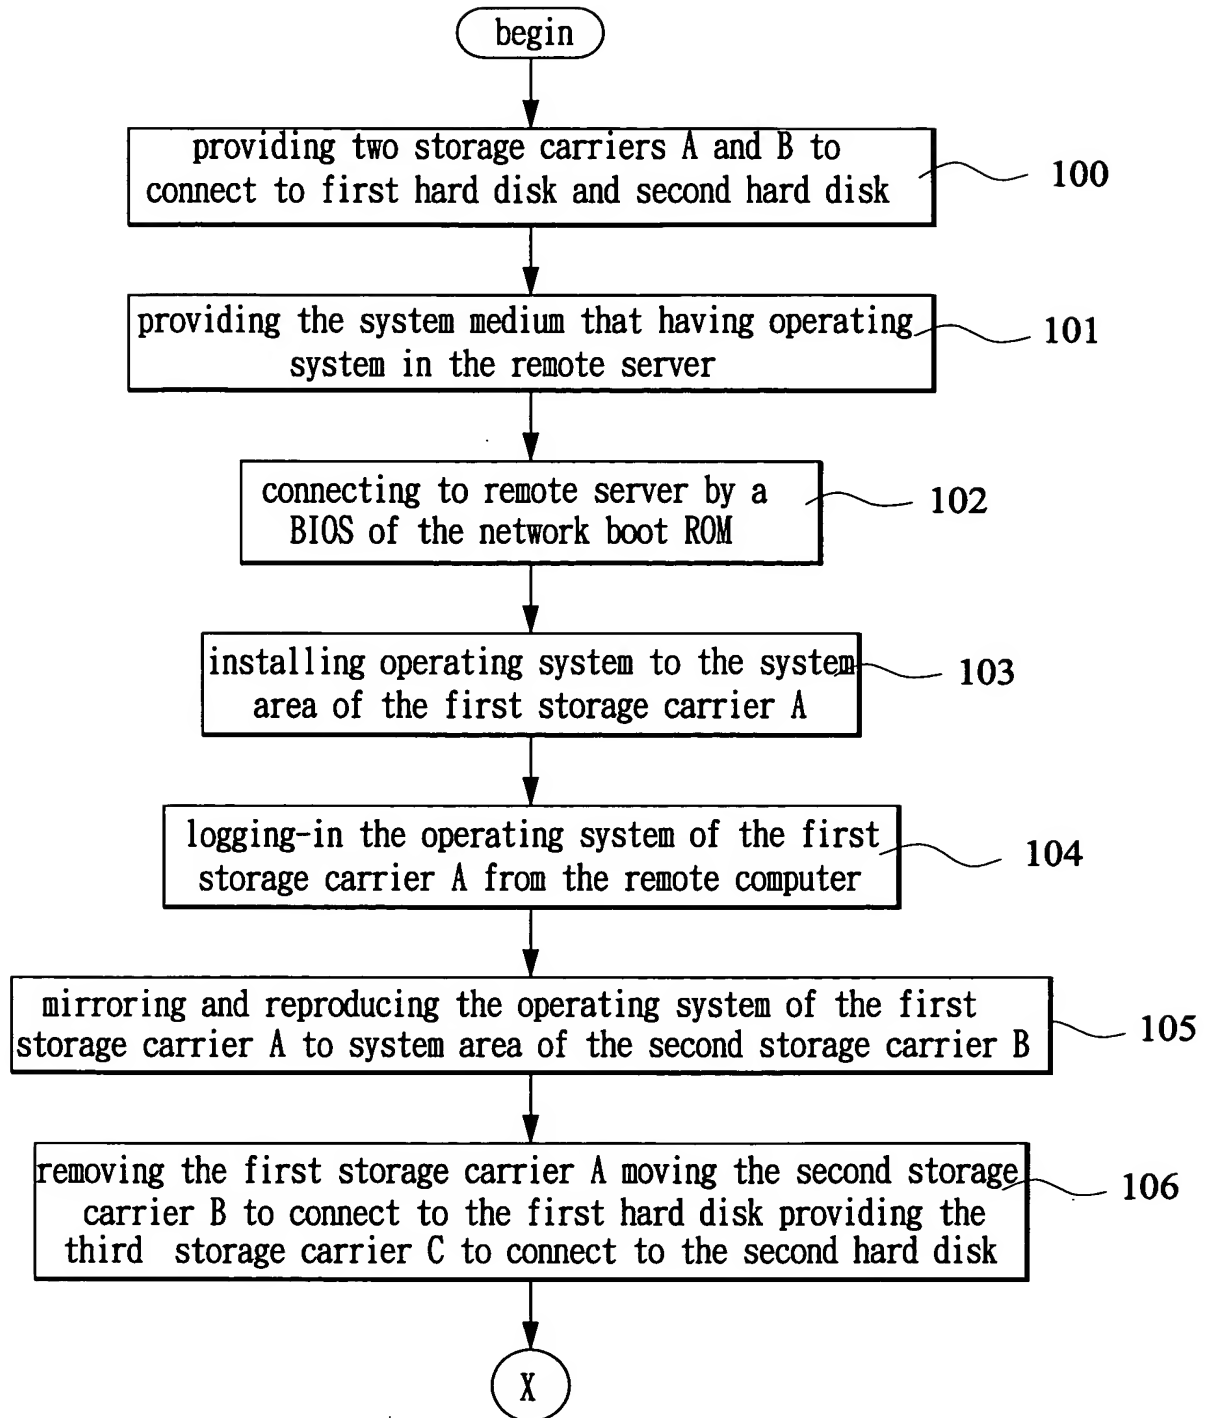 begin
providing two storage carriers A and B to
connect to first hard disk and second hard disk
100
providing the system medium that having operating
system in the remote server
101
connecting to remote server by a
BIOS of the network boot ROM
102
installing operating system to the system
area of the first storage carrier A
103
logging-in the operating system of the first
storage carrier A from the remote computer
104
mirroring and reproducing the operating system of the first
storage carrier A to system area of the second storage carrier B
105
removing the first storage carrier A moving the second storage
carrier B to connect to the first hard disk providing the
third storage carrier C to connect to the second hard disk
106
X